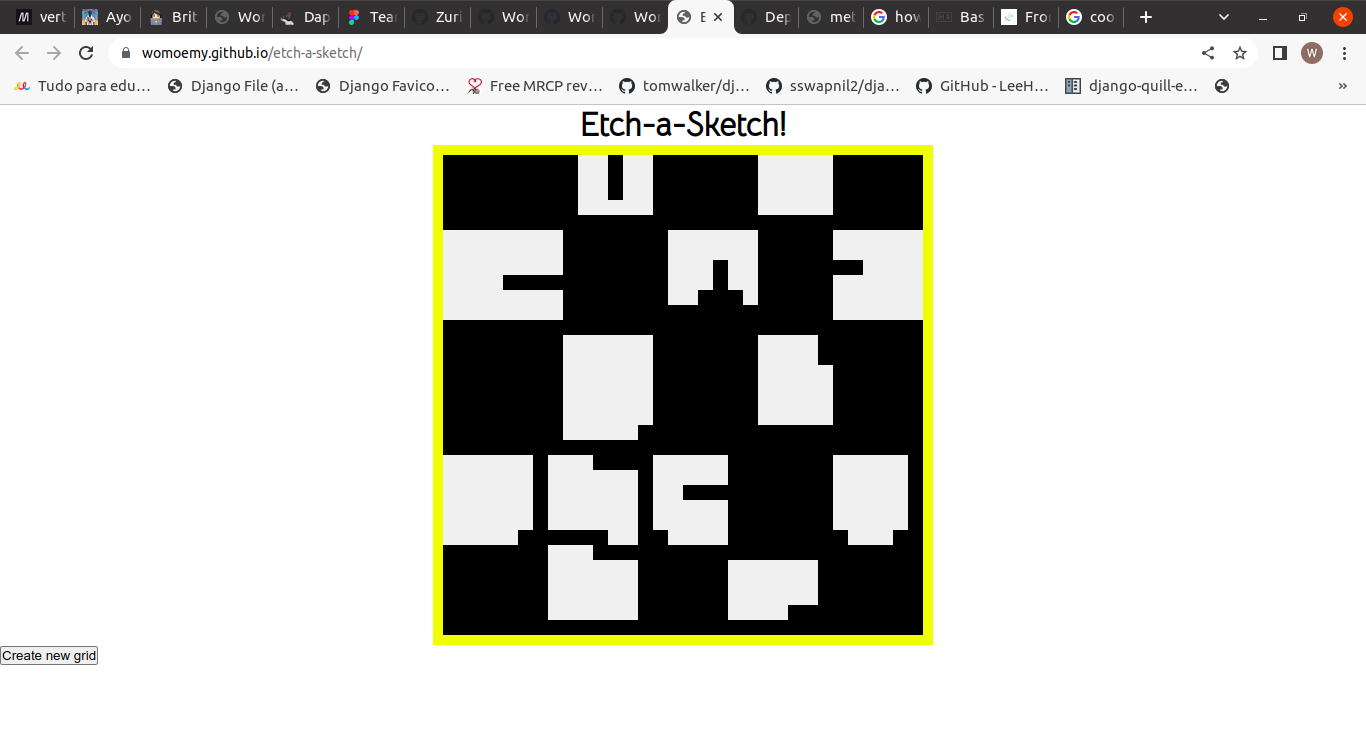 vert Ayo Brit Wor Dap Tear Zuri Wor Wor Wor E Dep met how Bas Fror coo
womoemy.github.io/etch-a-sketch/ W
Tudo para edu… Django File (a… Django Favico… Free MRCP rev… tomwalker/dj… sswapnil2/dja… GitHub - LeeH… django-quill-e… »
Etch-a-Sketch!
Create new grid